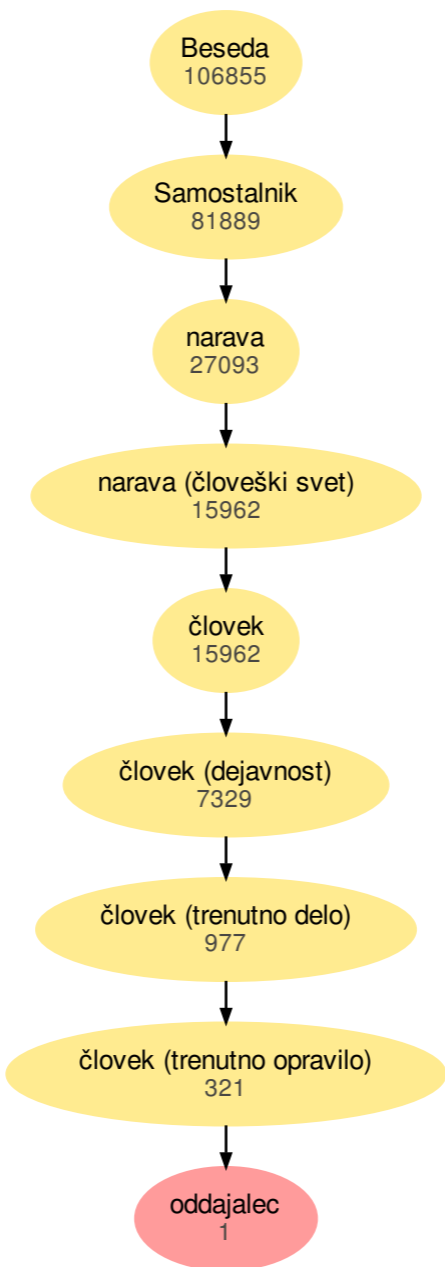 Beseda
106855
Samostalnik
81889
narava
27093
narava (človeški svet)
15962
človek
15962
človek (dejavnost)
7329
človek (trenutno delo)
977
človek (trenutno opravilo)
321
oddajalec
1